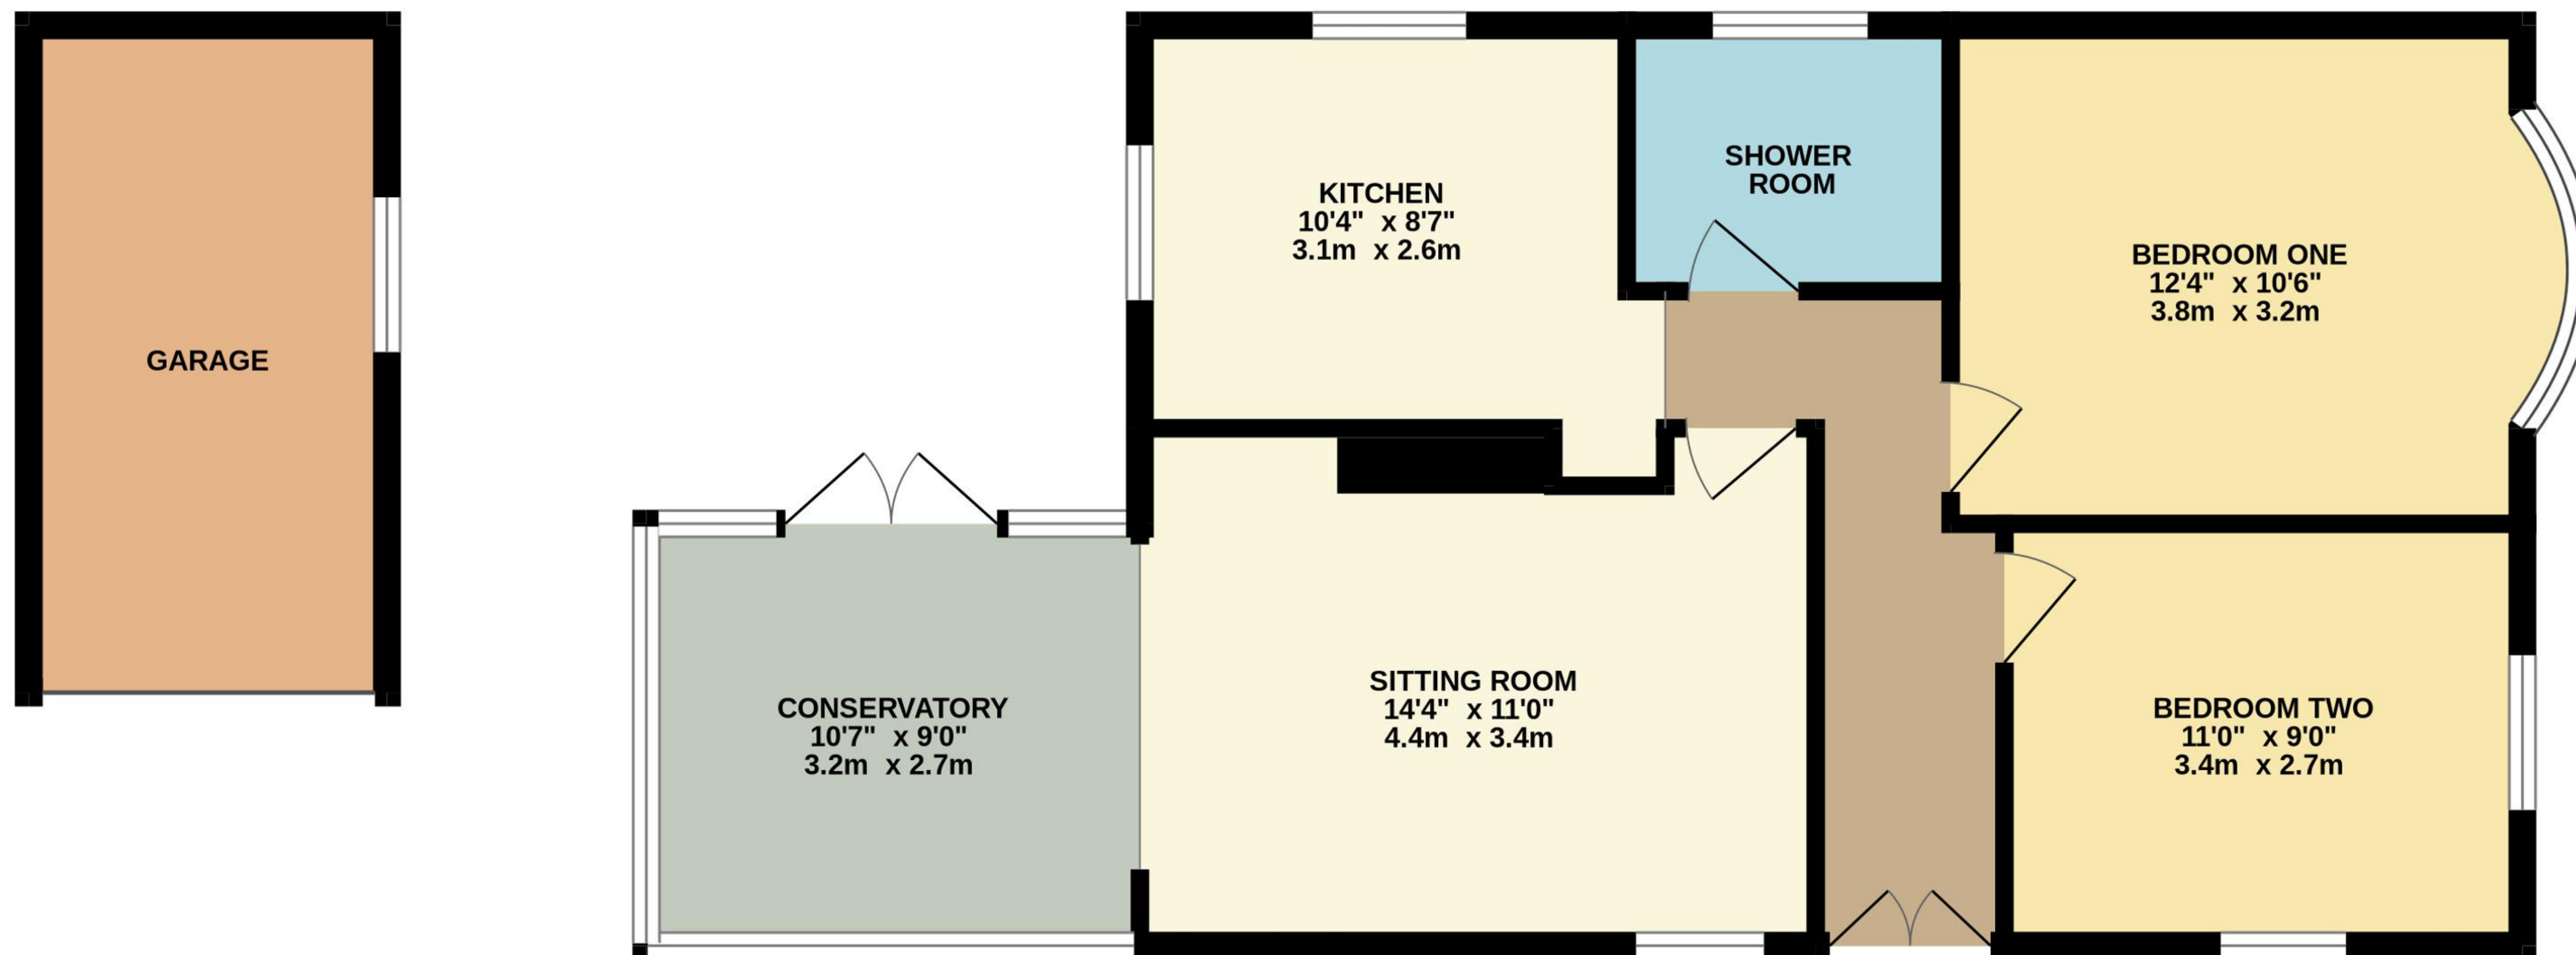 GARAGE
KITCHEN
10'4" x 8'7"
3.1m x 2.6m
SHOWER
ROOM
BEDROOM ONE
12'4" x 10'6"
3.8m x 3.2m
CONSERVATORY
10'7" x 9'0"
3.2m x 2.7m
SITTING ROOM
14'4" x 11'0"
4.4m x 3.4m
BEDROOM TWO
11'0" x 9'0"
3.4m x 2.7m